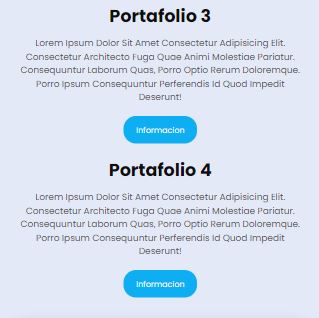 Portafolio 3
Lorem Ipsum Dolor Sit Amet Consectetur Adipisicing Elit.
Consectetur Architecto Fuga Quae Animi Molestiae Pariatur.
Consequuntur Laborum Quas, Porro Optio Rerum Doloremque.
Porro Ipsum Consequuntur Perferendis Id Quod Impedit
Deserunt!
Informacion
Portafolio 4
Lorem Ipsum Dolor Sit Amet Consectetur Adipisicing Elit.
Consectetur Architecto Fuga Quae Animi Molestiae Pariatur.
Consequuntur Laborum Quas, Porro Optio Rerum Doloremque.
Porro Ipsum Consequuntur Perferendis Id Quod Impedit
Deserunt!
Informacion